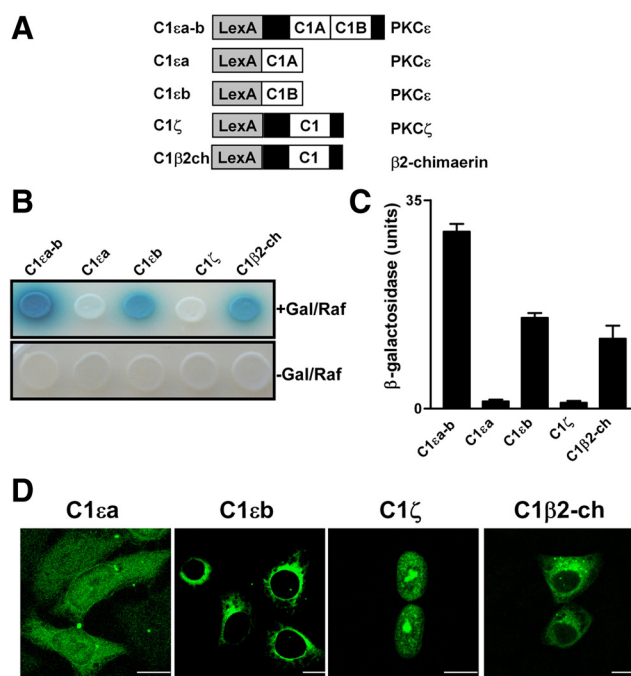 A
C1εa-b LexA C1A C1B PKCε
C1εa LexA C1A PKCε
C1εb LexA C1B PKCε
C1ζ LexA C1 PKCζ
C1β2ch LexA C1 β2-chimaerin
B
C1εa-b C1εa C1εb C1ζ C1β2-ch
+Gal/Raf
-Gal/Raf
C
β-galactosidase (units)
35
0
C1εa-b C1εa C1εb C1ζ C1β2-ch
D
C1εa C1εb C1ζ C1β2-ch